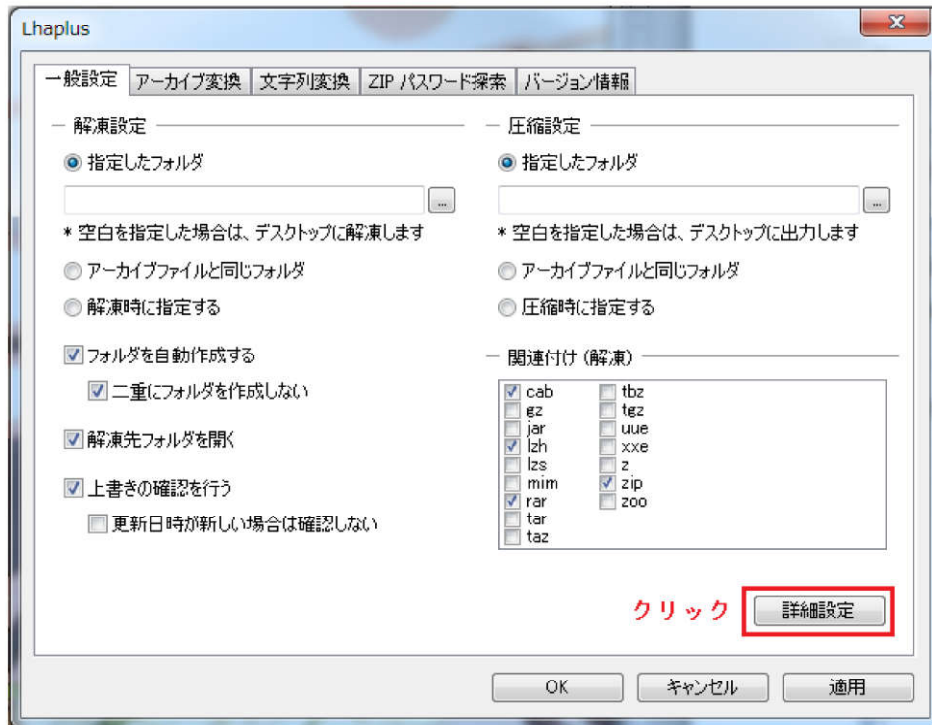 Lhaplus
一般設定 アーカイブ変換 文字列変換 ZIP パスワード探索 バージョン情報
解凍設定
指定したフォルダ
...
* 空白を指定した場合は、デスクトップに解凍します
アーカイブファイルと同じフォルダ
解凍時に指定する
フォルダを自動作成する
二重にフォルダを作成しない
解凍先フォルダを開く
上書きの確認を行う
更新日時が新しい場合は確認しない
圧縮設定
指定したフォルダ
...
* 空白を指定した場合は、デスクトップに出力します
アーカイブファイルと同じフォルダ
圧縮時に指定する
関連付け (解凍)
cab
gz
jar
lzh
lzs
mim
rar
tar
taz
tbz
tgz
uue
xxe
z
zip
zoo
クリック 詳細設定
OK キャンセル 適用